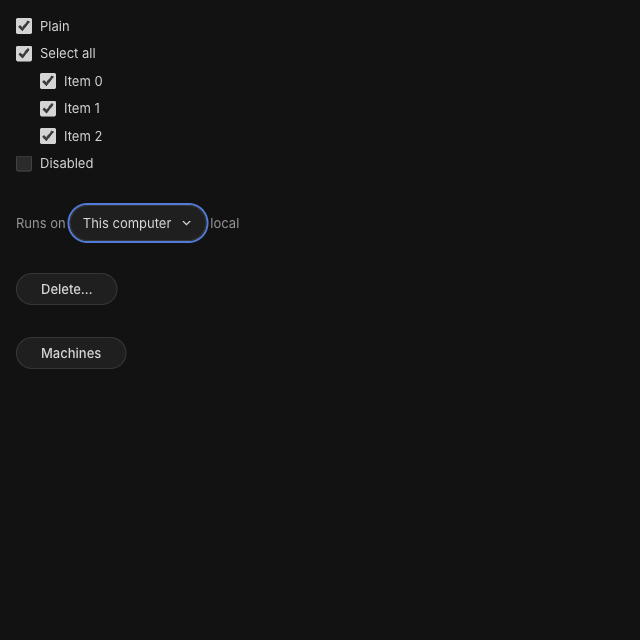 Plain
Select all
Item 0
Item 1
Item 2
Disabled
Runs on This computer local
Delete...
Machines